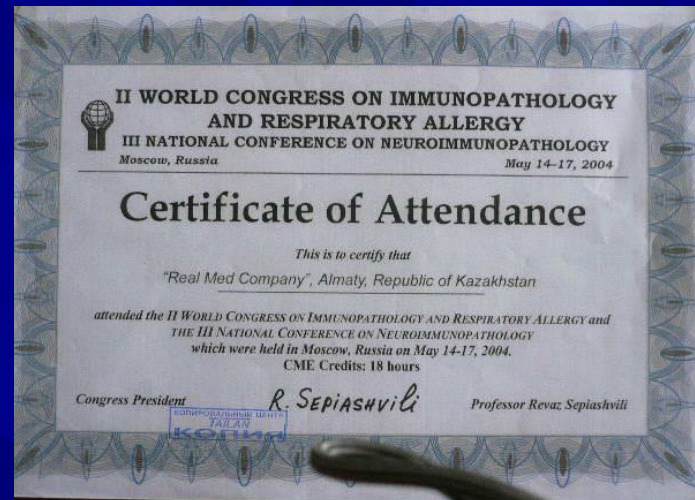 II WORLD CONGRESS ON IMMUNOPATHOLOGY
AND RESPIRATORY ALLERGY
III NATIONAL CONFERENCE ON NEUROIMMUNOPATHOLOGY
Moscow, Russia May 14-17, 2004
Certificate of Attendance
This is to certify that
"Real Med Company", Almaty, Republic of Kazakhstan
attended the II WORLD CONGRESS ON IMMUNOPATHOLOGY AND RESPIRATORY ALLERGY and
THE III NATIONAL CONFERENCE ON NEUROIMMUNOPATHOLOGY
which were held in Moscow, Russia on May 14-17, 2004.
CME Credits: 18 hours
Congress President R. SEPIASHVILI Professor Revaz Sepiashvili
КОПИРОВАЛЬНЫЙ ЦЕНТР
TAILAN
КОПИЯ